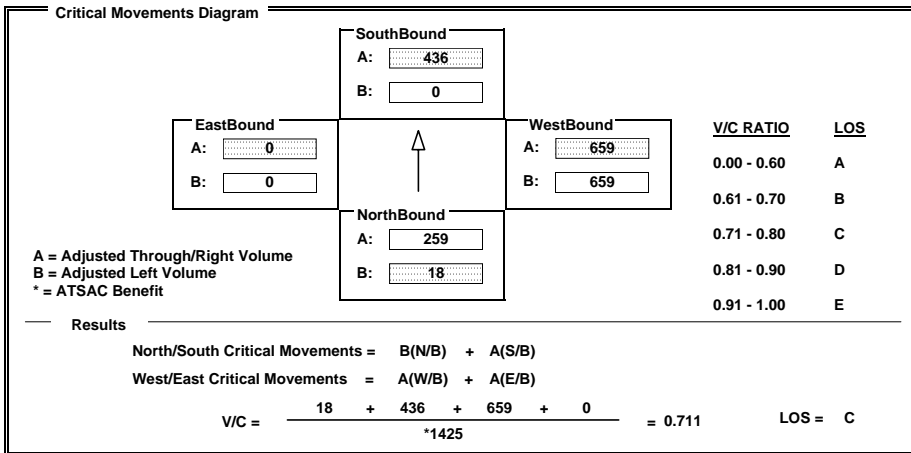 Critical Movements Diagram
SouthBound
A: 436
B: 0
EastBound
A: 0
B: 0
WestBound
A: 659
B: 659
V/C RATIO LOS
0.00 - 0.60 A
0.61 - 0.70 B
0.71 - 0.80 C
0.81 - 0.90 D
0.91 - 1.00 E
NorthBound
A: 259
B: 18
A = Adjusted Through/Right Volume
B = Adjusted Left Volume
* = ATSAC Benefit
Results
North/South Critical Movements = B(N/B) + A(S/B)
West/East Critical Movements = A(W/B) + A(E/B)
18 + 436 + 659 + 0
V/C = = 0.711 LOS = C
*1425